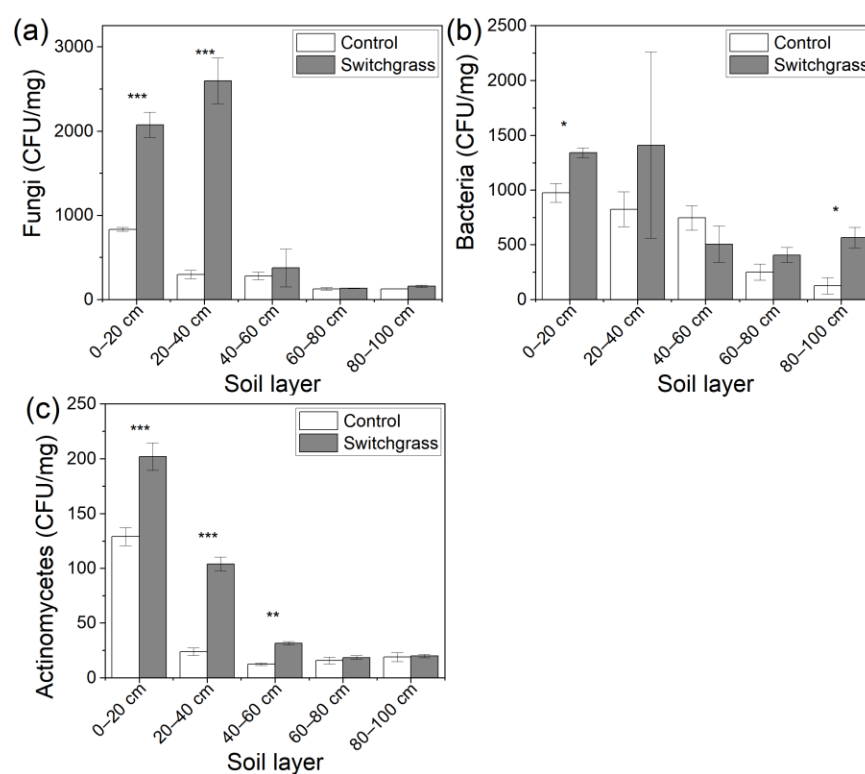 (a)
3000
2000
1000
0
Fungi (CFU/mg)
***
***
Control
Switchgrass
0–20 cm
20–40 cm
40–60 cm
60–80 cm
80–100 cm
Soil layer
(b)
2500
2000
1500
1000
500
0
Bacteria (CFU/mg)
*
*
Control
Switchgrass
0–20 cm
20–40 cm
40–60 cm
60–80 cm
80–100 cm
Soil layer
(c)
250
200
150
100
50
0
Actinomycetes (CFU/mg)
***
***
**
Control
Switchgrass
0–20 cm
20–40 cm
40–60 cm
60–80 cm
80–100 cm
Soil layer